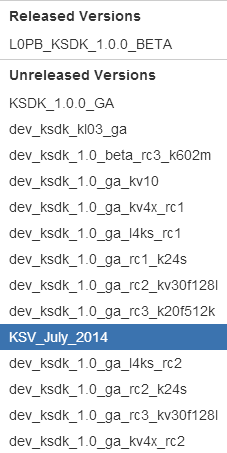 Released Versions
L0PB_KSDK_1.0.0_BETA
Unreleased Versions
KSDK_1.0.0_GA
dev_ksdk_kl03_ga
dev_ksdk_1.0_beta_rc3_k602m
dev_ksdk_1.0_ga_kv10
dev_ksdk_1.0_ga_kv4x_rc1
dev_ksdk_1.0_ga_l4ks_rc1
dev_ksdk_1.0_ga_rc1_k24s
dev_ksdk_1.0_ga_rc2_kv30f128l
dev_ksdk_1.0_ga_rc3_k20f512k
KSV_July_2014
dev_ksdk_1.0_ga_l4ks_rc2
dev_ksdk_1.0_ga_rc2_k24s
dev_ksdk_1.0_ga_rc3_kv30f128l
dev_ksdk_1.0_ga_kv4x_rc2